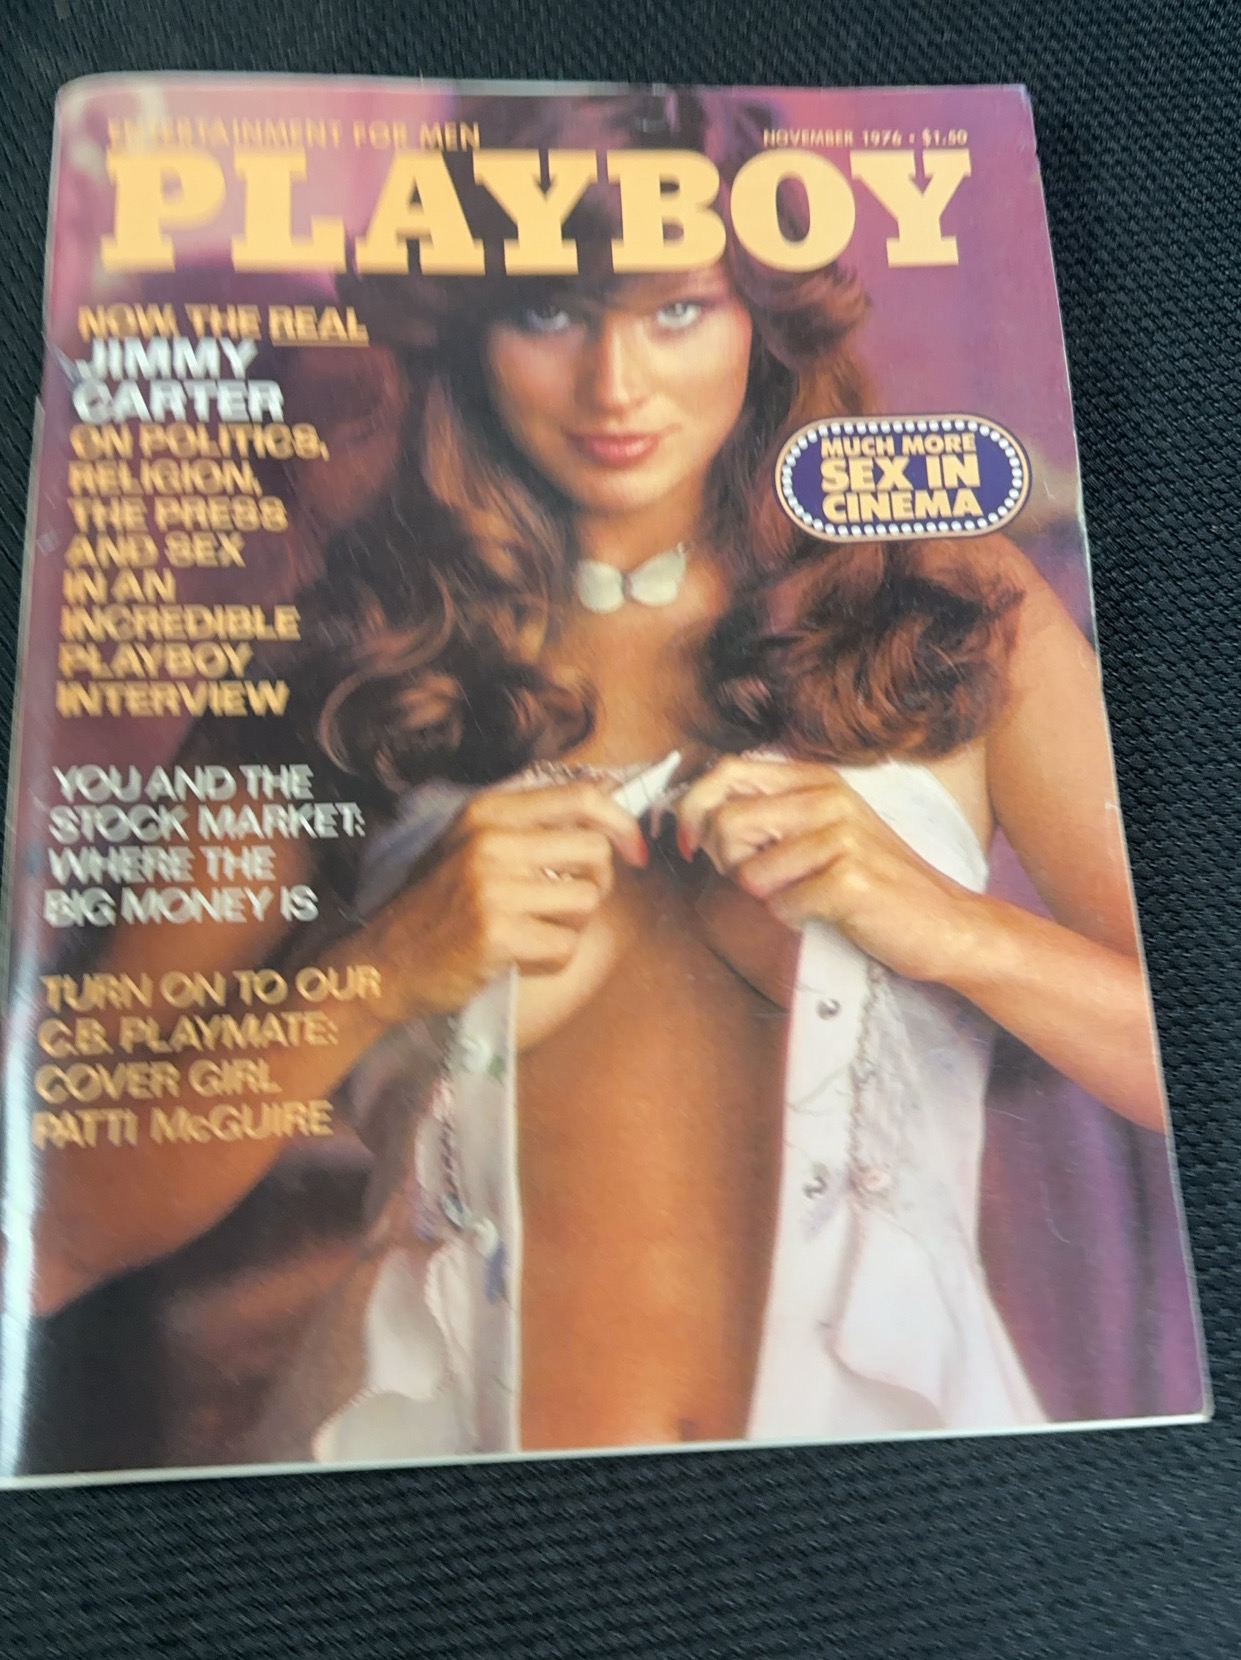 ENTERTAINMENT FOR MEN
NOVEMBER 1976 • $1.50
PLAYBOY
NOW, THE REAL
JIMMY
CARTER
ON POLITICS,
RELIGION,
THE PRESS
AND SEX
IN AN
INCREDIBLE
PLAYBOY
INTERVIEW
MUCH MORE
SEX IN
CINEMA
YOU AND THE
STOCK MARKET:
WHERE THE
BIG MONEY IS
TURN ON TO OUR
C.B. PLAYMATE:
COVER GIRL
PATTI McGUIRE